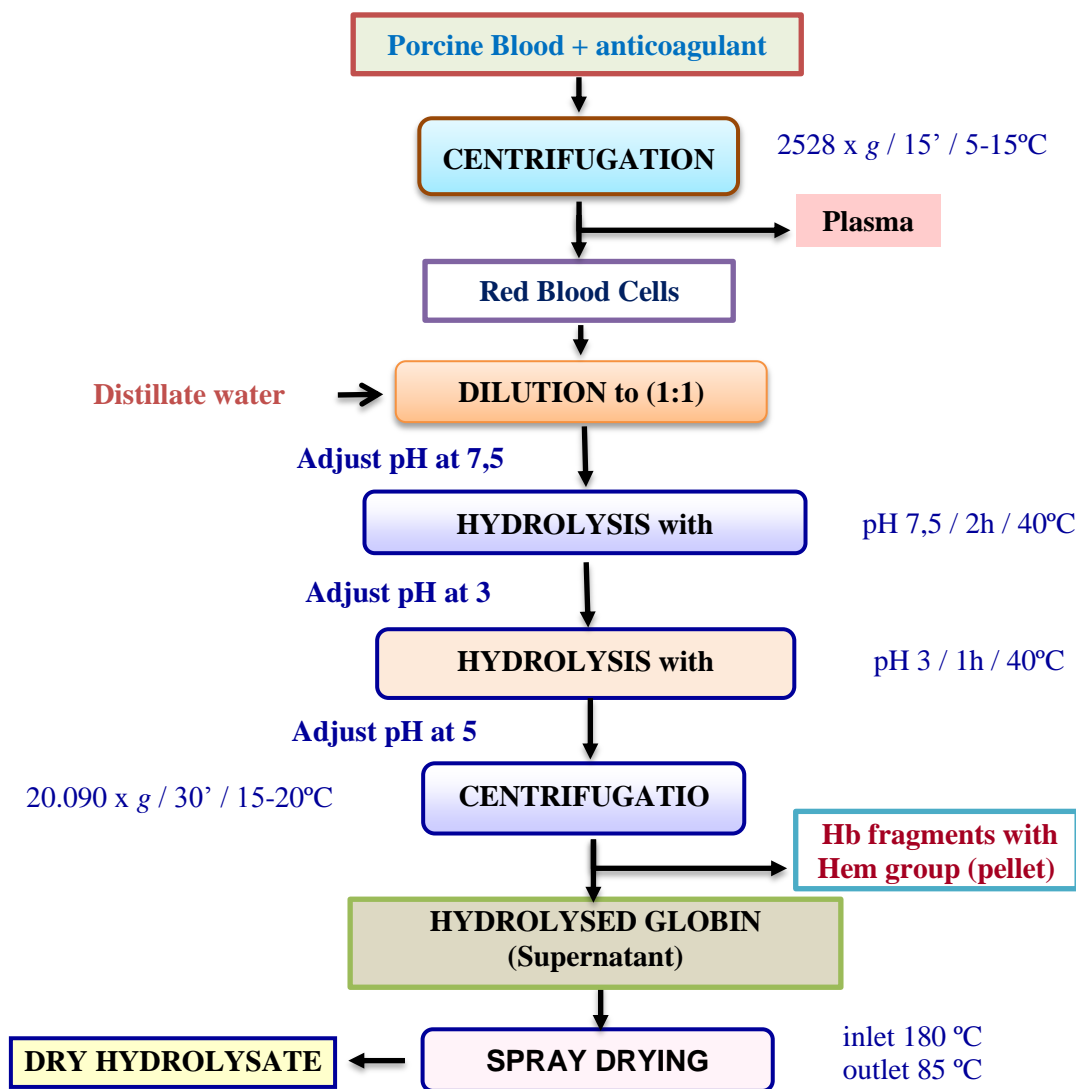 Porcine Blood + anticoagulant
CENTRIFUGATION
2528 x g / 15’ / 5-15ºC
Plasma
Red Blood Cells
Distillate water
DILUTION to (1:1)
Adjust pH at 7,5
HYDROLYSIS with
pH 7,5 / 2h / 40ºC
Adjust pH at 3
HYDROLYSIS with
pH 3 / 1h / 40ºC
Adjust pH at 5
20.090 x g / 30’ / 15-20ºC
CENTRIFUGATIO
Hb fragments with
Hem group (pellet)
HYDROLYSED GLOBIN
(Supernatant)
DRY HYDROLYSATE
SPRAY DRYING
inlet 180 ºC
outlet 85 ºC